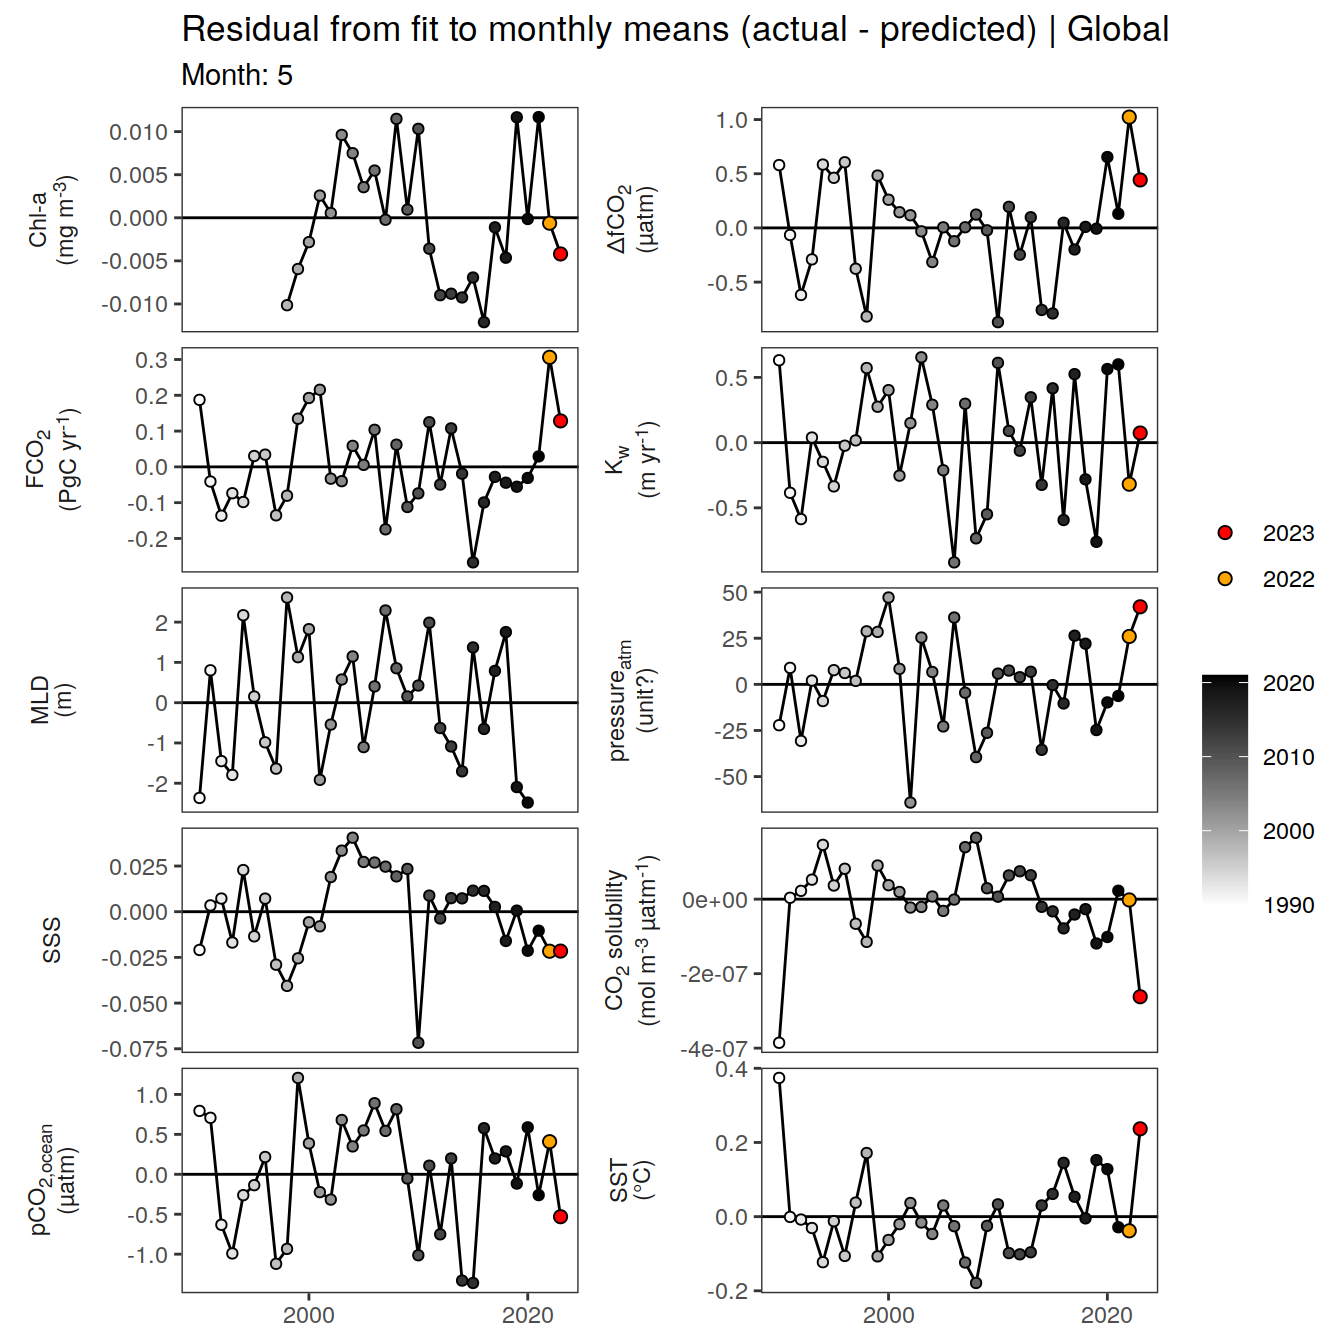 Residual from fit to monthly means (actual - predicted) | Global
Month: 5
Chl-a
(mg m⁻³)
0.010
0.005
0.000
-0.005
-0.010
ΔfCO₂
(µatm)
1.0
0.5
0.0
-0.5
FCO₂
(PgC yr⁻¹)
0.3
0.2
0.1
0.0
-0.1
-0.2
K_w
(m yr⁻¹)
0.5
0.0
-0.5
MLD
(m)
2
1
0
-1
-2
pressure_atm
(unit?)
50
25
0
-25
-50
SSS
0.025
0.000
-0.025
-0.050
-0.075
CO₂ solubility
(mol m⁻³ µatm⁻¹)
0e+00
-2e-07
-4e-07
pCO₂,ocean
(µatm)
1.0
0.5
0.0
-0.5
-1.0
SST
(°C)
0.4
0.2
0.0
-0.2
2000
2020
2000
2020
2023
2022
2020
2010
2000
1990